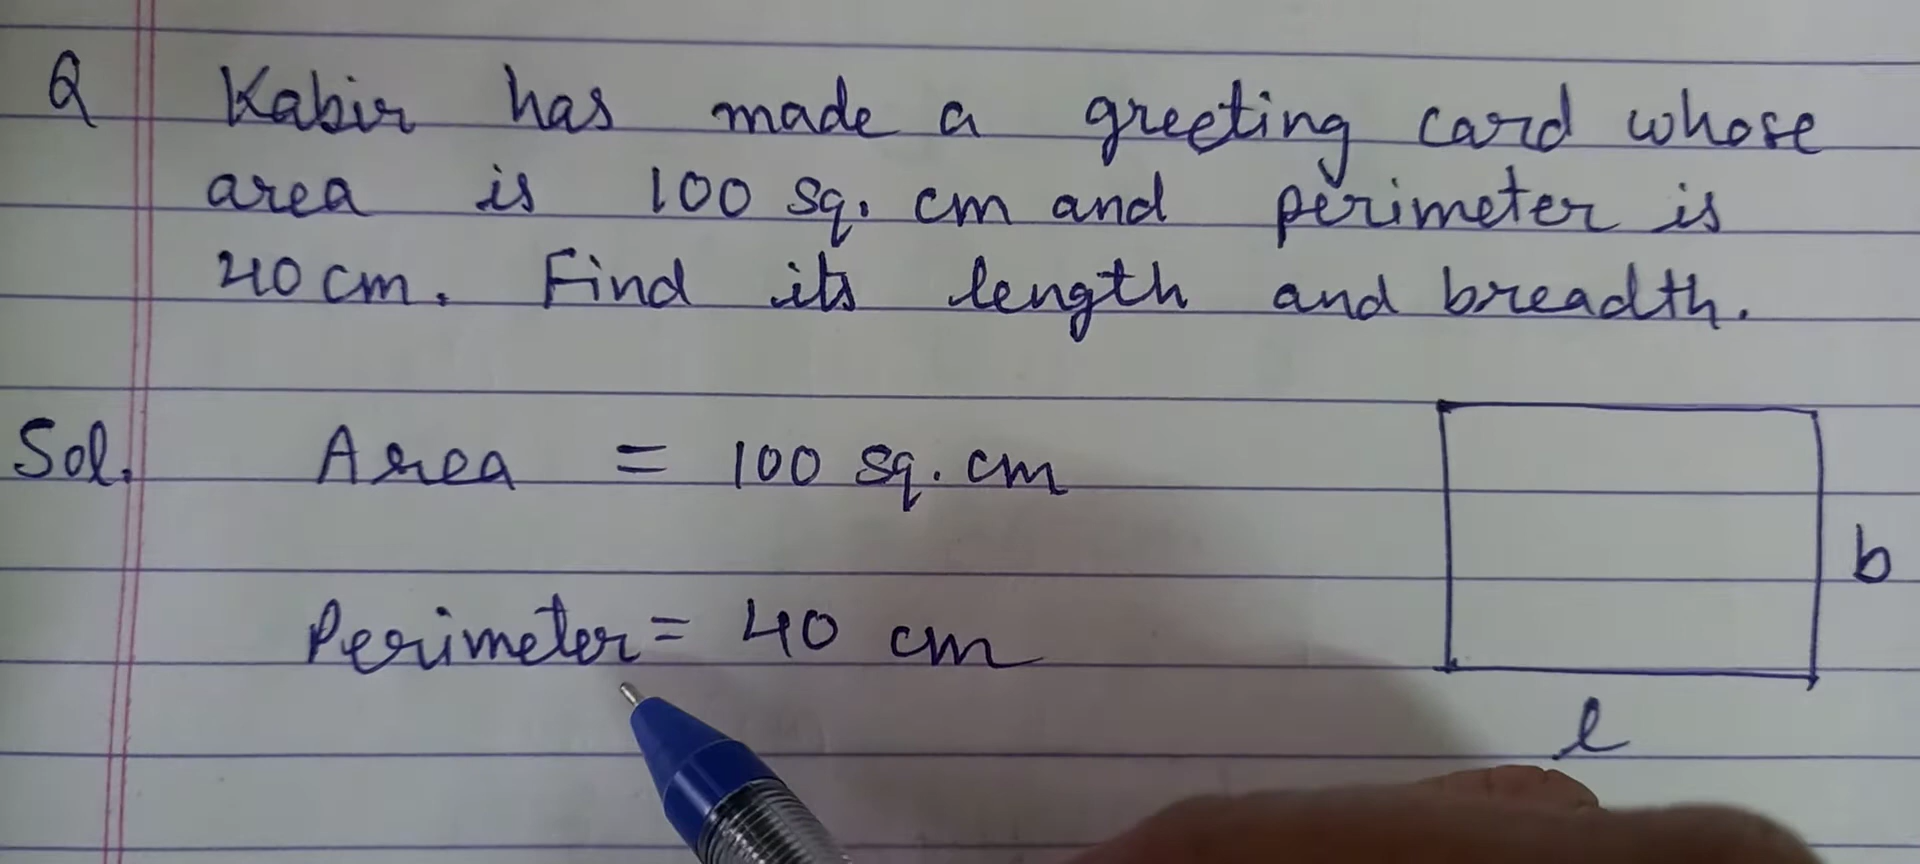 Q Kabir has made a greeting card whose
area is 100 sq. cm and perimeter is
40 cm. Find its length and breadth.
Sol. Area = 100 sq. cm
b
Perimeter = 40 cm
l